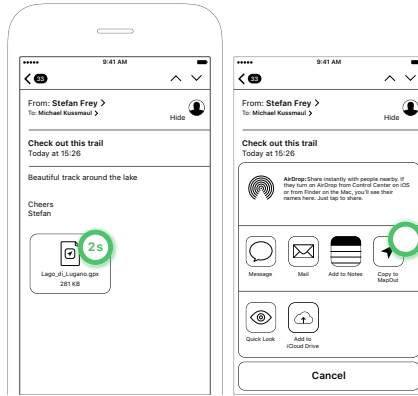 9:41 AM
33
From: Stefan Frey >
To: Michael Kussmaul >
Hide
Check out this trail
Today at 15:26
Beautiful track around the lake
Cheers
Stefan
2s
Lago_di_Lugano.gpx
281 KB
9:41 AM
33
From: Stefan Frey >
To: Michael Kussmaul >
Hide
Check out this trail
Today at 15:26
AirDrop: Share instantly with people nearby. If
they turn on AirDrop from Control Center on iOS
or from Finder on the Mac, you'll see their
names here. Just tap to share.
Message
Mail
Add to Notes
Copy to
MapOut
Quick Look
Add to
iCloud Drive
Cancel